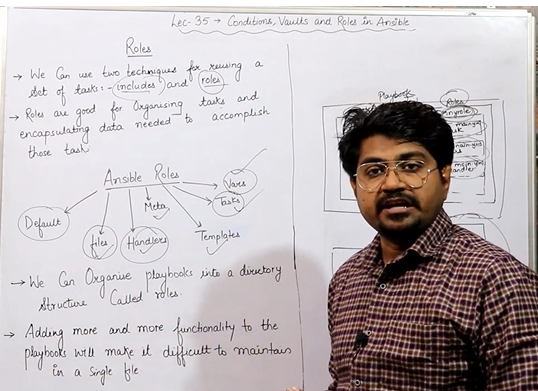 Lec-35 → Conditions, Vaults and Roles in Ansible
Roles
→ We Can use two techniques for reusing a
set of tasks:- includes and roles
→ Roles are good for Organising tasks and
encapsulating data needed to accomplish
those task
Ansible Roles
Default
files
Handlers
Meta
Templates
Tasks
Vars
→ We Can Organise playbooks into a directory
structure Called roles.
→ Adding more and more functionality to the
playbooks will make it difficult to maintain
in a single file
Playbook
Roles